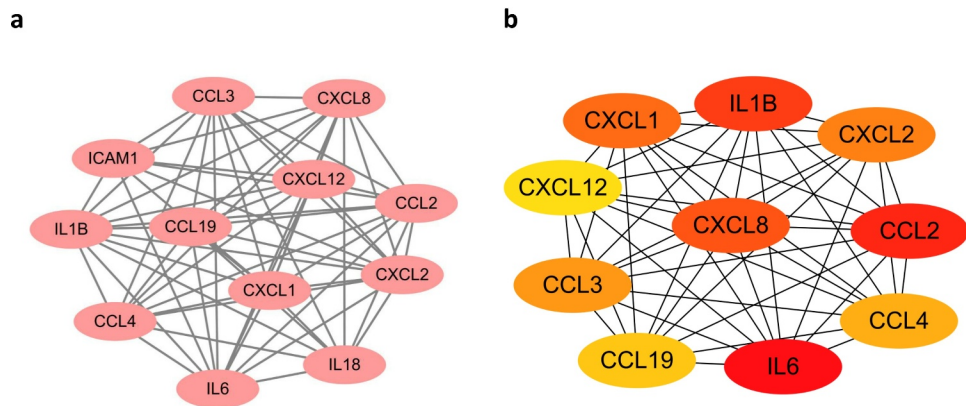 a
CCL3
CXCL8
ICAM1
CXCL12
CCL2
IL1B
CCL19
CXCL2
CXCL1
CCL4
IL18
IL6
b
IL1B
CXCL1
CXCL2
CXCL12
CXCL8
CCL2
CCL3
CCL4
CCL19
IL6